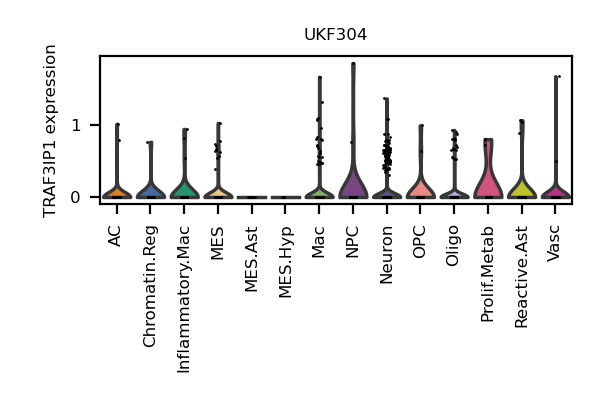 UKF304
TRAF3IP1 expression
1
0
AC
Chromatin.Reg
Inflammatory.Mac
MES
MES.Ast
MES.Hyp
Mac
NPC
Neuron
OPC
Oligo
Prolif.Metab
Reactive.Ast
Vasc